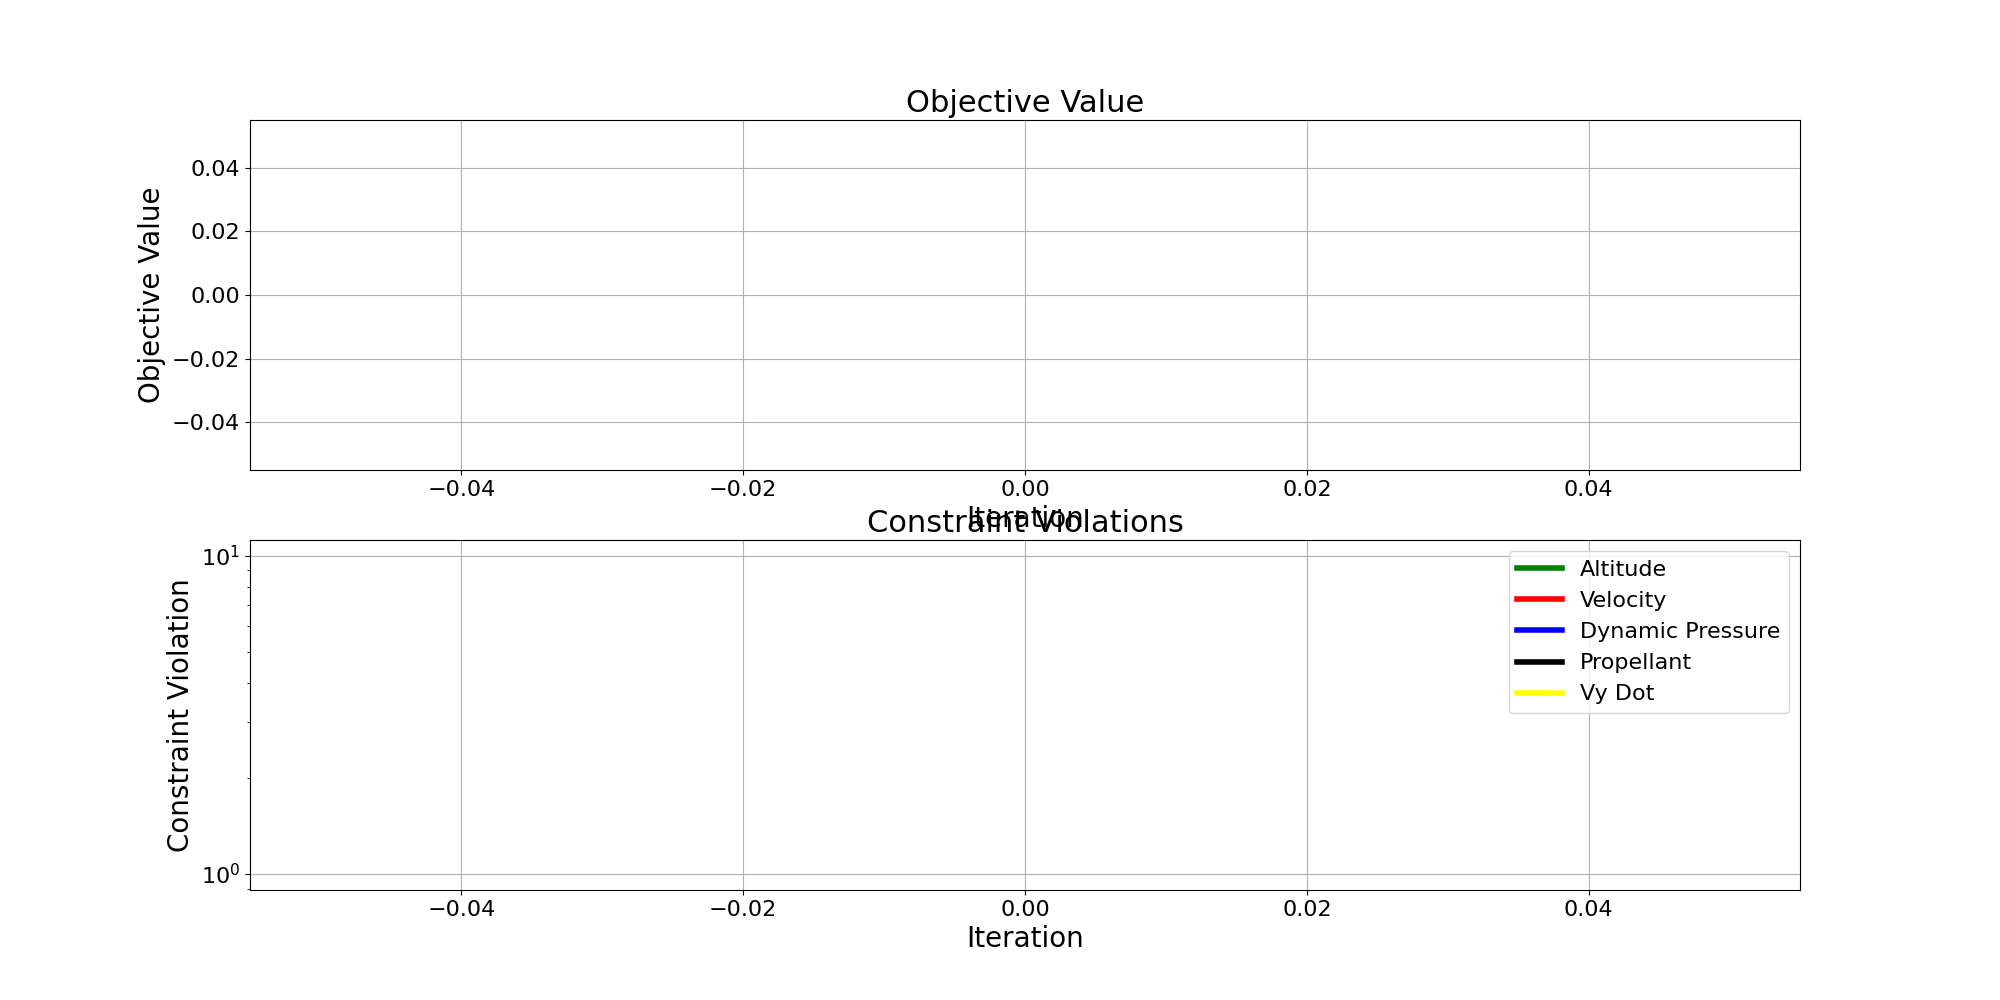 Objective Value
Objective Value
0.04
0.02
0.00
−0.02
−0.04
−0.04 −0.02 0.00 0.02 0.04
Iteration
Constraint Violations
Constraint Violation
10¹
10⁰
Altitude
Velocity
Dynamic Pressure
Propellant
Vy Dot
−0.04 −0.02 0.00 0.02 0.04
Iteration